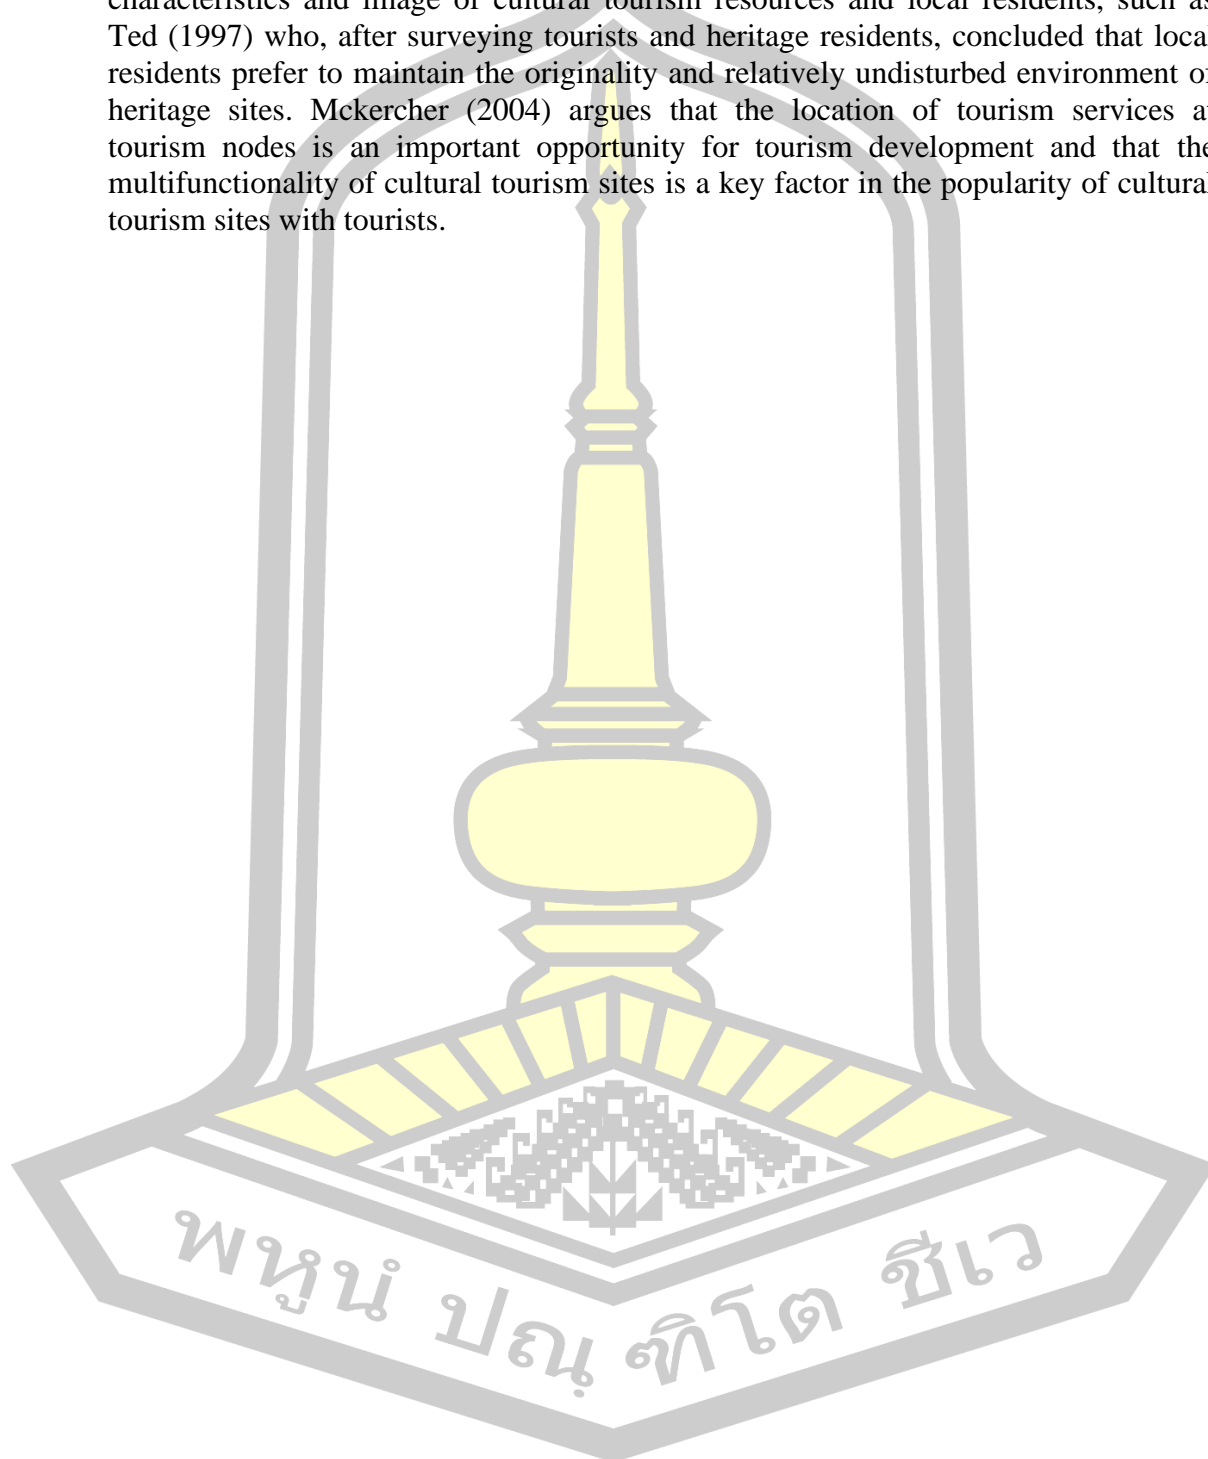 characteristics and image of cultural tourism resources and local residents, such as
Ted (1997) who, after surveying tourists and heritage residents, concluded that local
residents prefer to maintain the originality and relatively undisturbed environment of
heritage sites. Mckercher (2004) argues that the location of tourism services at
tourism nodes is an important opportunity for tourism development and that the
multifunctionality of cultural tourism sites is a key factor in the popularity of cultural
tourism sites with tourists.
พหูนํ ปณฺฑิโต ชีเว